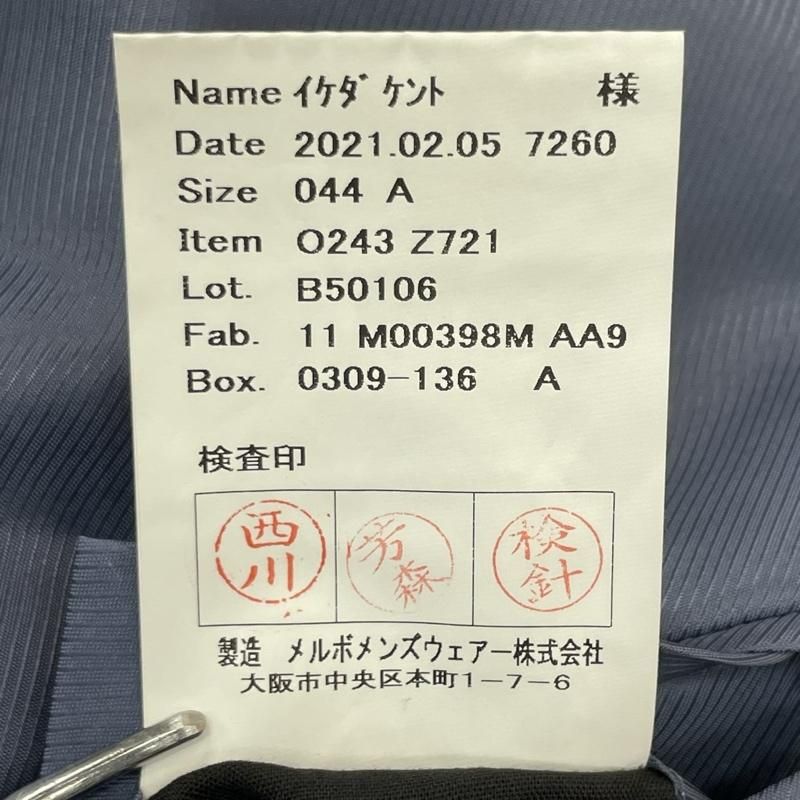 Name ｲｹﾀﾞ ｹﾝﾄ 様
Date 2021.02.05 7260
Size 044 A
Item O243 Z721
Lot. B50106
Fab. 11 M00398M AA9
Box. 0309-136 A
検査印
西川
芳森
検針
製造 メルボメンズウェアー株式会社
大阪市中央区本町1-7-6